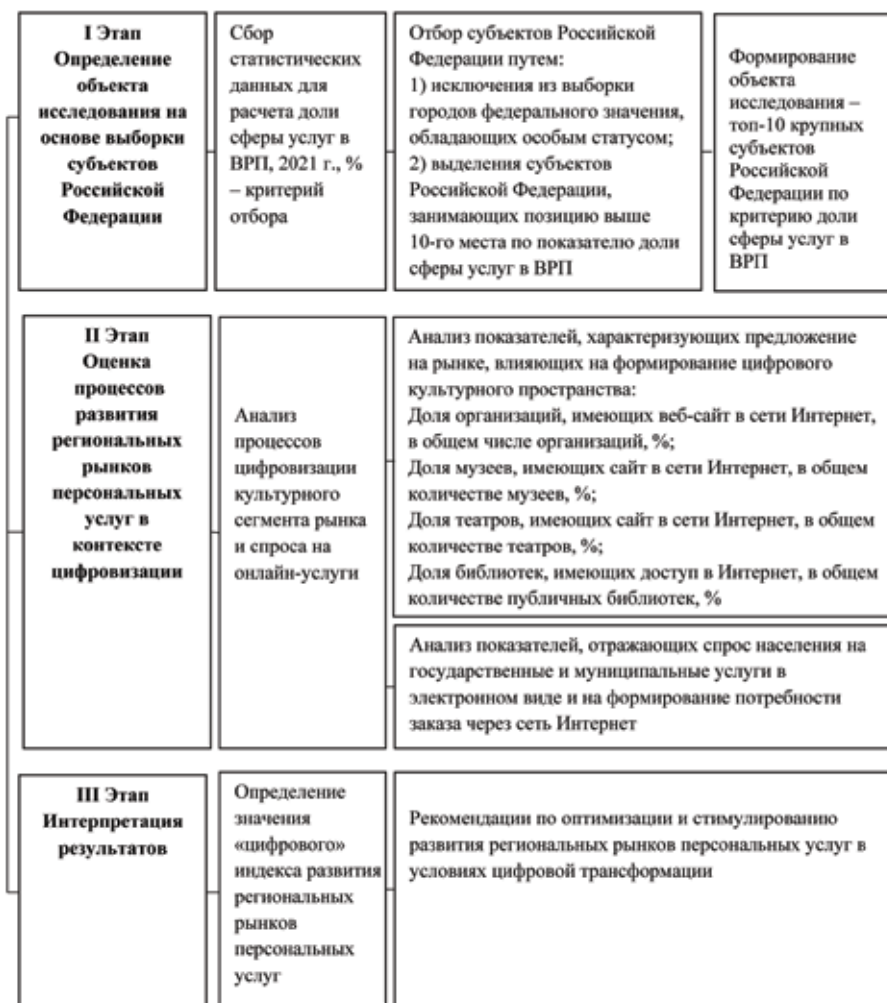 I Этап
Определение
объекта
исследования на
основе выборки
субъектов
Российской
Федерации
Сбор
статистических
данных для
расчета доли
сферы услуг в
ВРП, 2021 г., %
– критерий
отбора
Отбор субъектов Российской
Федерации путем:
1) исключения из выборки
городов федерального значения,
обладающих особым статусом;
2) выделения субъектов
Российской Федерации,
занимающих позицию выше
10-го места по показателю доли
сферы услуг в ВРП
Формирование
объекта
исследования –
топ-10 крупных
субъектов
Российской
Федерации по
критерию доли
сферы услуг в
ВРП
II Этап
Оценка
процессов
развития
региональных
рынков
персональных
услуг в
контексте
цифровизации
Анализ
процессов
цифровизации
культурного
сегмента рынка
и спроса на
онлайн-услуги
Анализ показателей, характеризующих предложение
на рынке, влияющих на формирование цифрового
культурного пространства:
Доля организаций, имеющих веб-сайт в сети Интернет,
в общем числе организаций, %;
Доля музеев, имеющих сайт в сети Интернет, в общем
количестве музеев, %;
Доля театров, имеющих сайт в сети Интернет, в общем
количестве театров, %;
Доля библиотек, имеющих доступ в Интернет, в общем
количестве публичных библиотек, %
Анализ показателей, отражающих спрос населения на
государственные и муниципальные услуги в
электронном виде и на формирование потребности
заказа через сеть Интернет
III Этап
Интерпретация
результатов
Определение
значения
«цифрового»
индекса развития
региональных
рынков
персональных
услуг
Рекомендации по оптимизации и стимулированию
развития региональных рынков персональных услуг в
условиях цифровой трансформации